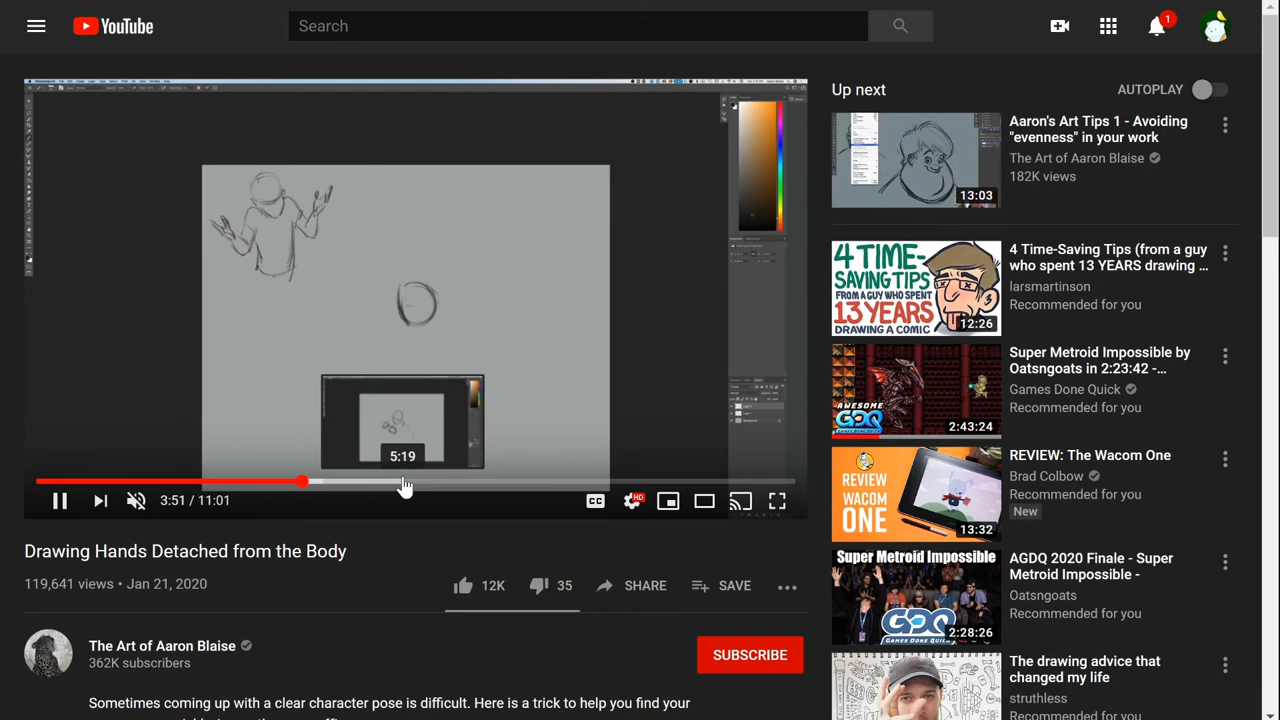 YouTube
Search
1
Up next
AUTOPLAY
Aaron's Art Tips 1 - Avoiding
"eenness" in your work
The Art of Aaron Blaise
182K views
13:03
4 TIME-
SAVING TIPS
FROM A GUY WHO SPENT
13 YEARS
DRAWING A COMIC
12:26
4 Time-Saving Tips (from a guy
who spent 13 YEARS drawing ...
larsmartinson
Recommended for you
AWESOME
GDQ
2:43:24
Super Metroid Impossible by
Oatsngoats in 2:23:42 -...
Games Done Quick
Recommended for you
REVIEW
WACOM
ONE
13:32
REVIEW: The Wacom One
Brad Colbow
New
Super Metroid Impossible
GDQ
2:28:26
AGDQ 2020 Finale - Super
Metroid Impossible -
Oatsngoats
Recommended for you
The drawing advice that
changed my life
struthless
Recommended for you
5:19
3:51 / 11:01
CC
HD
Drawing Hands Detached from the Body
119,641 views • Jan 21, 2020
12K
35
SHARE
SAVE
The Art of Aaron Blaise
362K subscribers
SUBSCRIBE
Sometimes coming up with a clear character pose is difficult. Here is a trick to help you find your